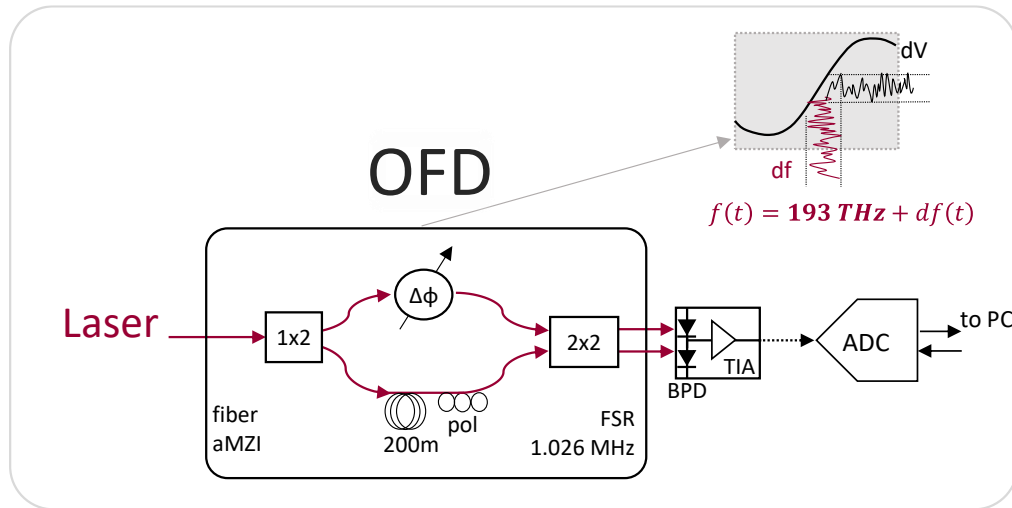 dV
OFD
df
f(t) = 193 THz + df(t)
Laser
1x2
Δϕ
2x2
200m
pol
fiber
aMZI
FSR
1.026 MHz
TIA
BPD
ADC
to PC